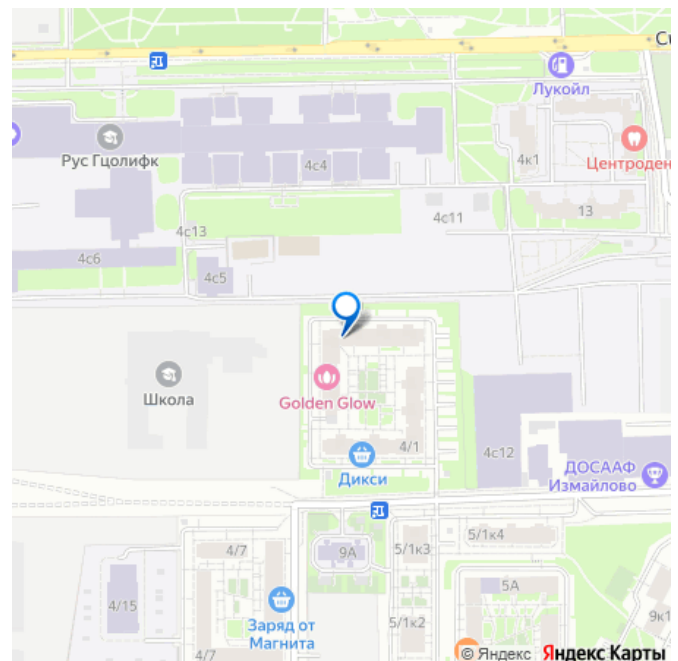 Си
Лукойл
Рус Гцолифк
4с4
4к1
Центроден
13
4с11
4с13
4с6
4с5
Школа
Golden Glow
4/1
4с12
Дикси
ДОСААФ
Измайлово
4/7
9А
5/1к3
5/1к4
5А
4/15
Заряд от
Магнита
5/1к2
9к1
4/7
© Яндекс Яндекс Карты